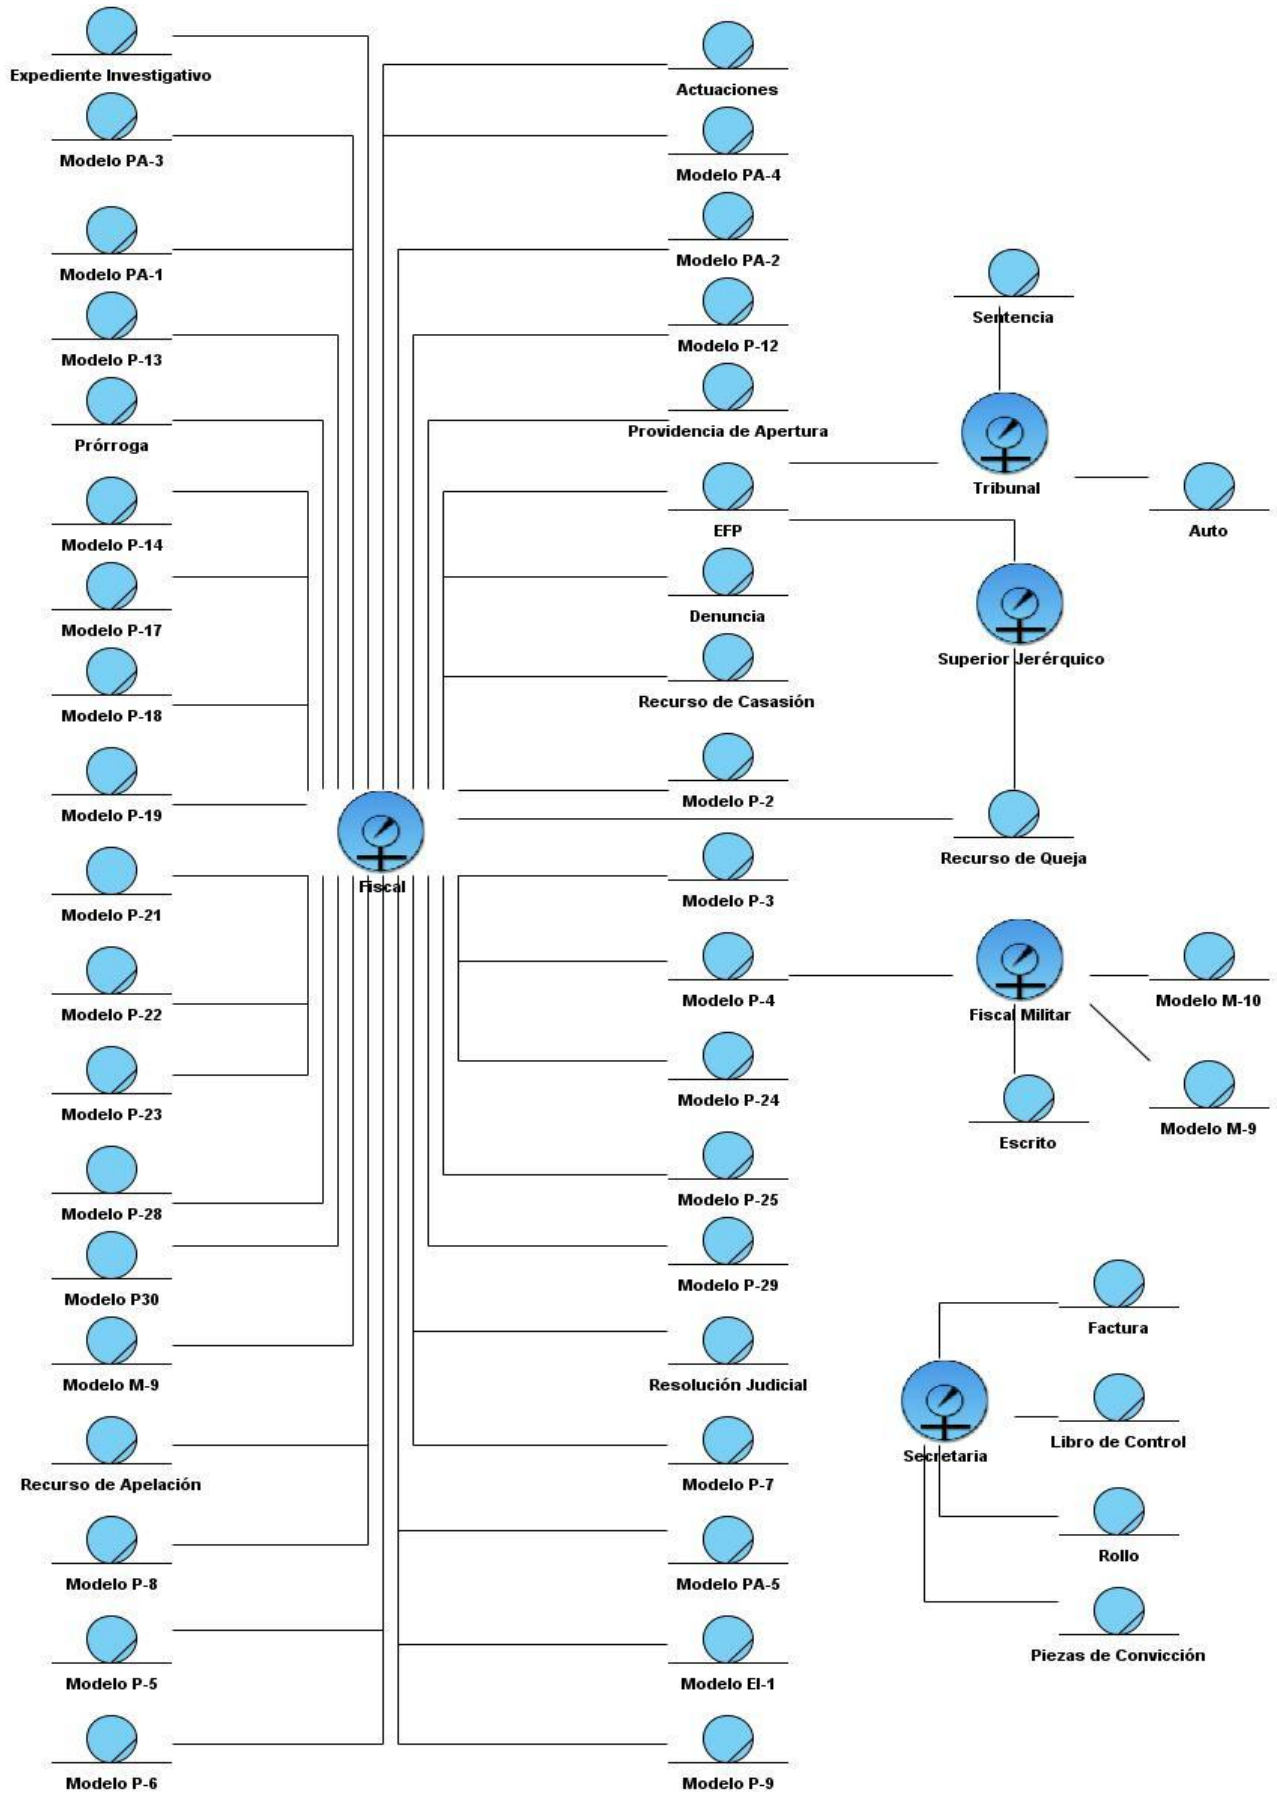 Expediente Investigativo
Modelo PA-3
Modelo PA-1
Modelo P-13
Prórroga
Modelo P-14
Modelo P-17
Modelo P-18
Modelo P-19
Modelo P-21
Modelo P-22
Modelo P-23
Modelo P-28
Modelo P30
Modelo M-9
Recurso de Apelación
Modelo P-8
Modelo P-5
Modelo P-6
Fiscal
Actuaciones
Modelo PA-4
Modelo PA-2
Modelo P-12
Providencia de Apertura
EFP
Denuncia
Recurso de Casasión
Modelo P-2
Modelo P-3
Modelo P-4
Modelo P-24
Modelo P-25
Modelo P-29
Resolución Judicial
Modelo P-7
Modelo PA-5
Modelo EI-1
Modelo P-9
Sentencia
Tribunal
Auto
Superior Jerérquico
Recurso de Queja
Fiscal Militar
Modelo M-10
Modelo M-9
Escrito
Factura
Secretaria
Libro de Control
Rollo
Piezas de Convicción